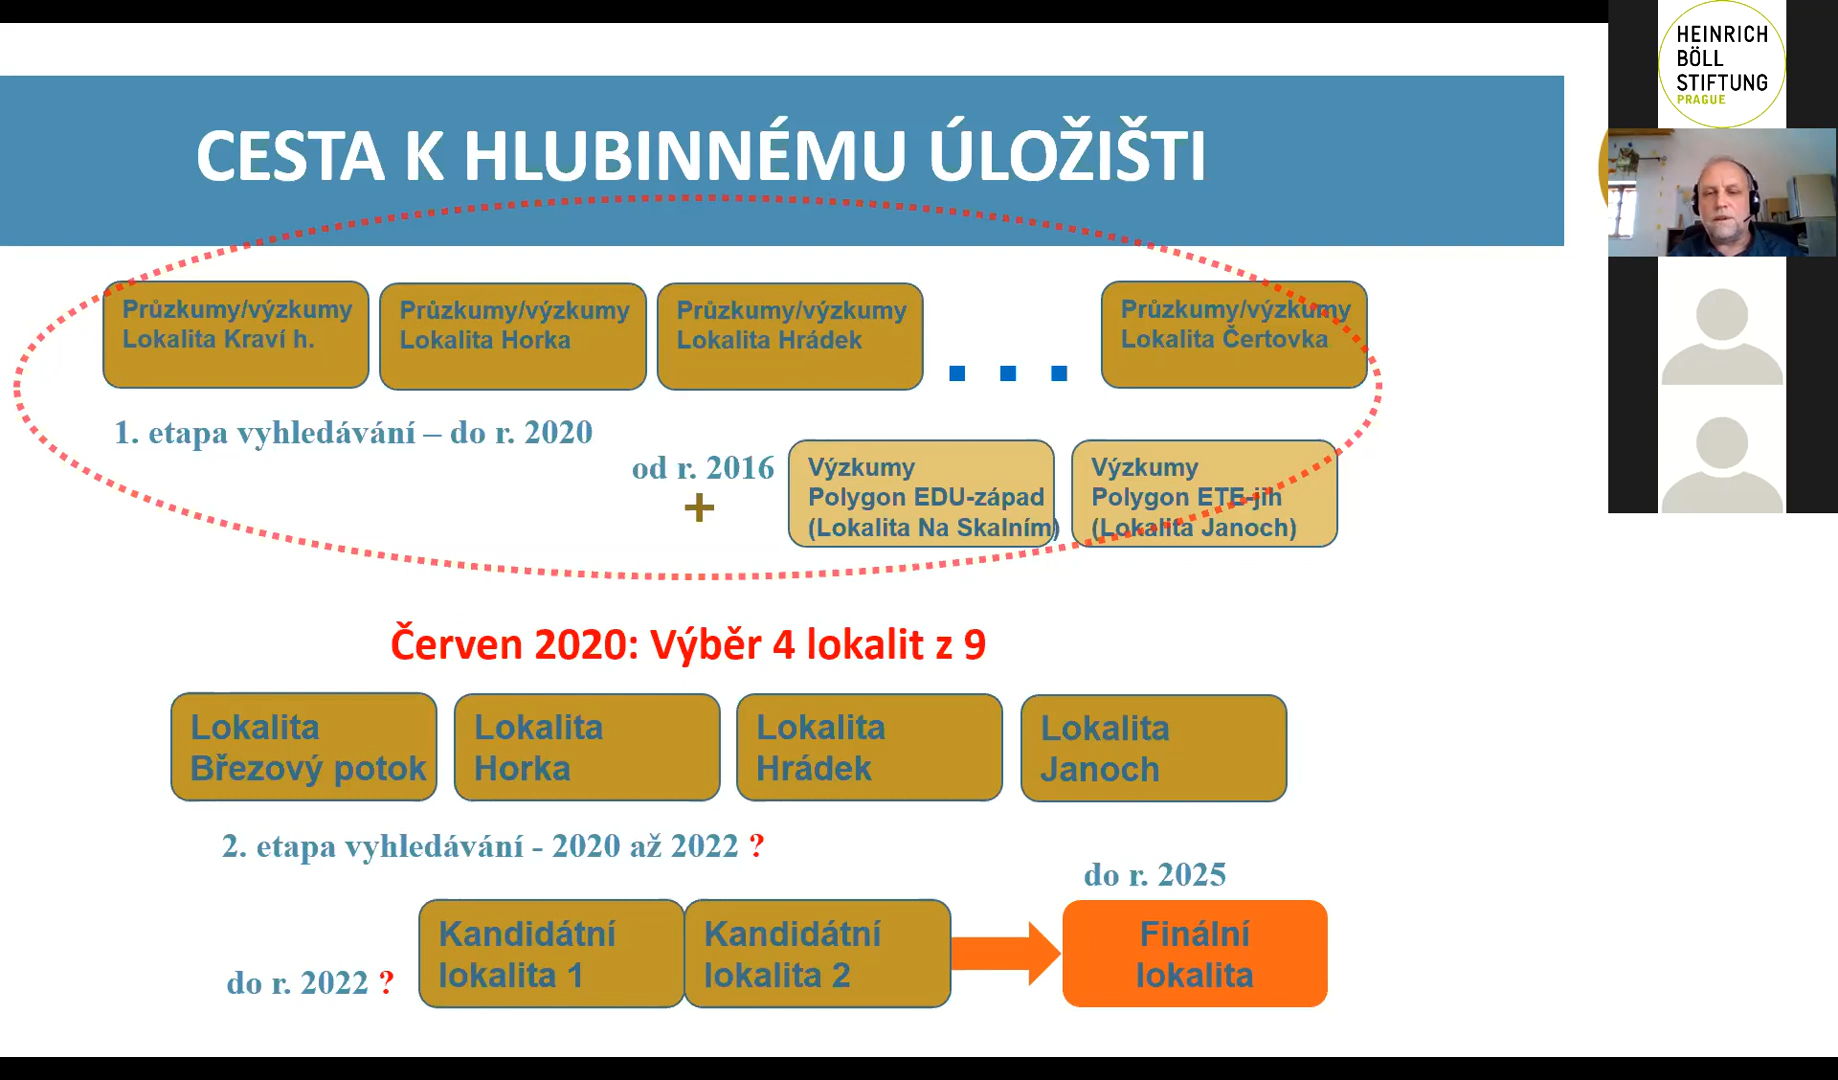 CESTA K HLUBINNÉMU ÚLOŽIŠTI
Průzkumy/výzkumy
Lokalita Kraví h.
Průzkumy/výzkumy
Lokalita Horka
Průzkumy/výzkumy
Lokalita Hrádek
Průzkumy/výzkumy
Lokalita Čertovka
1. etapa vyhledávání – do r. 2020
od r. 2016
+
Výzkumy
Polygon EDU-západ
(Lokalita Na Skalním)
Výzkumy
Polygon ETE-jih
(Lokalita Janoch)
Červen 2020: Výběr 4 lokalit z 9
Lokalita
Březový potok
Lokalita
Horka
Lokalita
Hrádek
Lokalita
Janoch
2. etapa vyhledávání - 2020 až 2022 ?
do r. 2022 ?
Kandidátní
lokalita 1
Kandidátní
lokalita 2
do r. 2025
Finální
lokalita
HEINRICH
BÖLL
STIFTUNG
PRAGUE